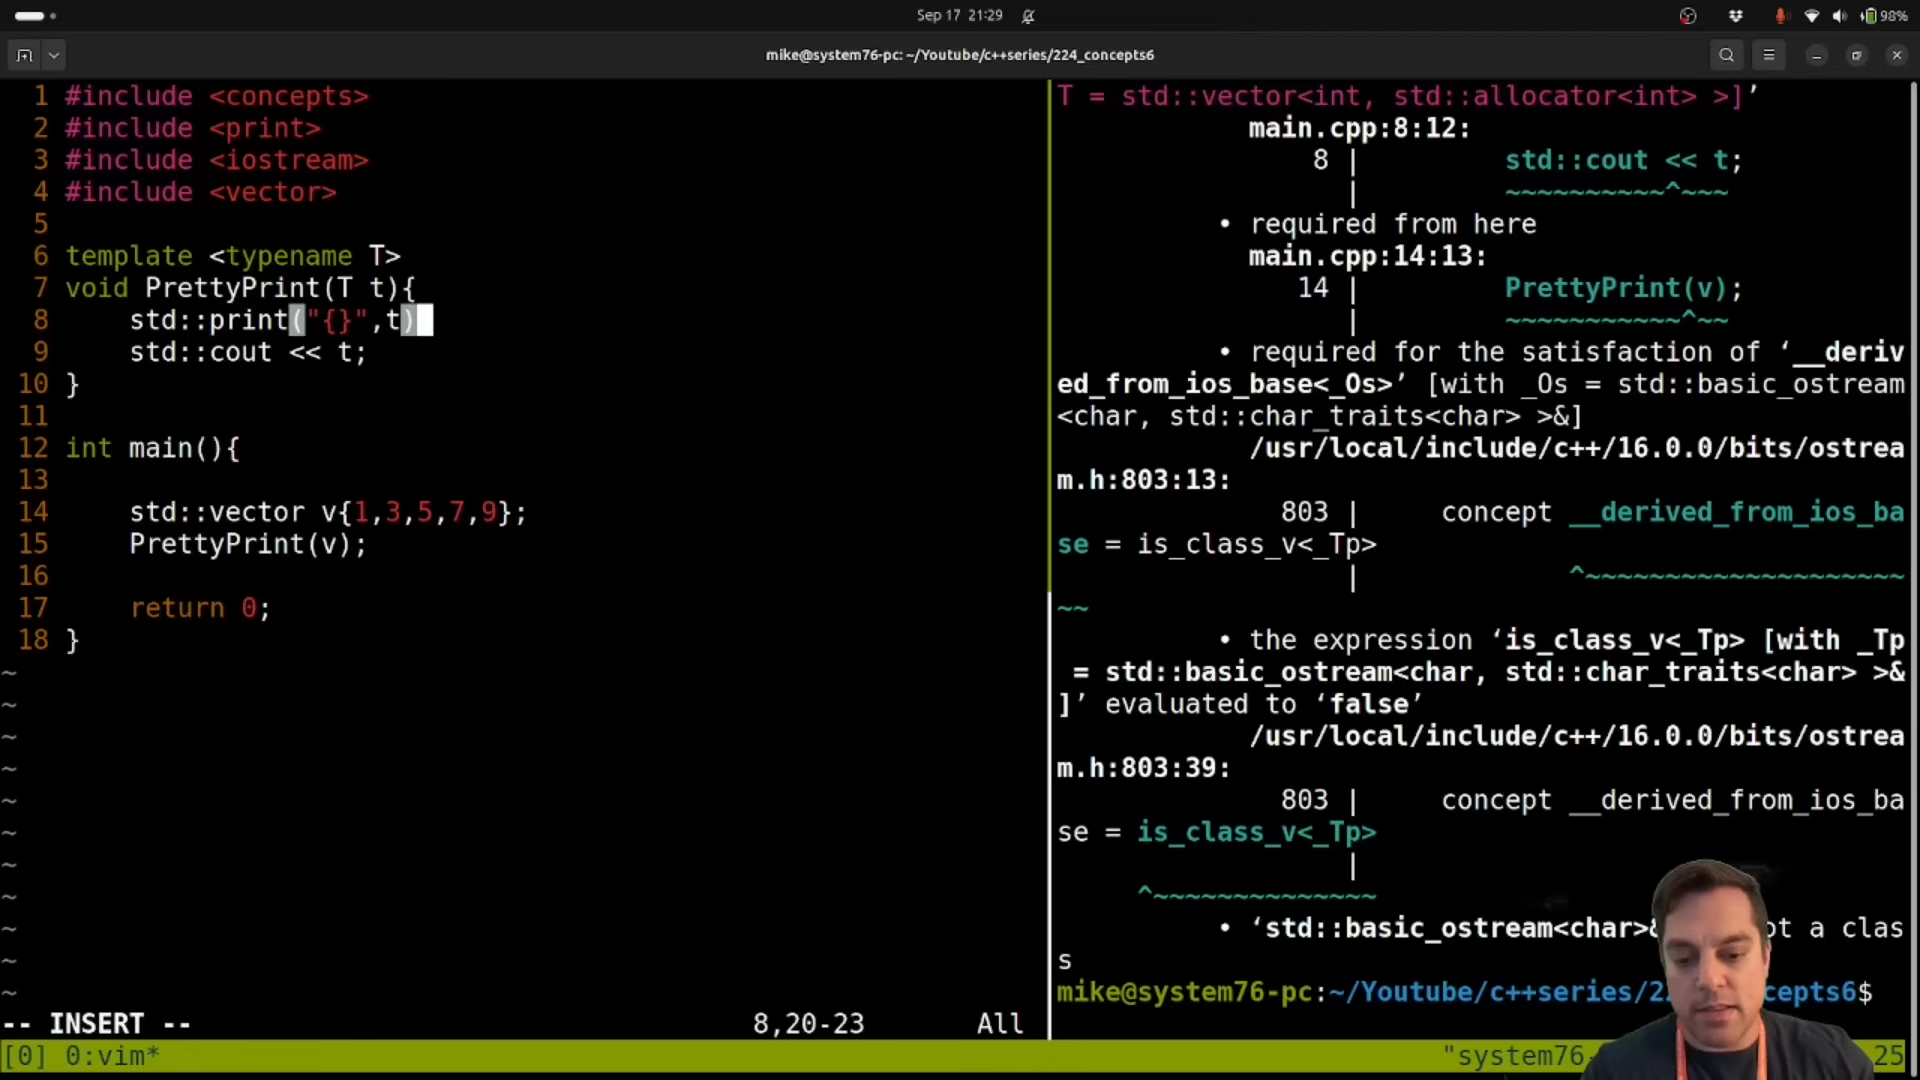 Sep 17 21:29
98%
mike@system76-pc: ~/Youtube/c++series/224_concepts6
1 #include <concepts>
2 #include <print>
3 #include <iostream>
4 #include <vector>
5
6 template <typename T>
7 void PrettyPrint(T t){
8 std::print("{}",t)
9 std::cout << t;
10 }
11
12 int main(){
13
14 std::vector v{1,3,5,7,9};
15 PrettyPrint(v);
16
17 return 0;
18 }
~
~
~
~
~
~
~
~
~
~
~
-- INSERT -- 8,20-23 All
T = std::vector<int, std::allocator<int> >]’
main.cpp:8:12:
8 | std::cout << t;
| ~~~~~~~~~~^~~~
• required from here
main.cpp:14:13:
14 | PrettyPrint(v);
| ~~~~~~~~~~~^~~
• required for the satisfaction of ‘__deriv
ed_from_ios_base<_Os>’ [with _Os = std::basic_ostream
<char, std::char_traits<char> >&]
/usr/local/include/c++/16.0.0/bits/ostrea
m.h:803:13:
803 | concept __derived_from_ios_ba
se = is_class_v<_Tp>
| ^~~~~~~~~~~~~~~~~~~~~
~~
• the expression ‘is_class_v<_Tp> [with _Tp
= std::basic_ostream<char, std::char_traits<char> >&
]’ evaluated to ‘false’
/usr/local/include/c++/16.0.0/bits/ostrea
m.h:803:39:
803 | concept __derived_from_ios_ba
se = is_class_v<_Tp>
|
^~~~~~~~~~~~~~~
• ‘std::basic_ostream<char>& a clas
s
mike@system76-pc:~/Youtube/c++series/2 cepts6$
[0] 0:vim* "system76- 25